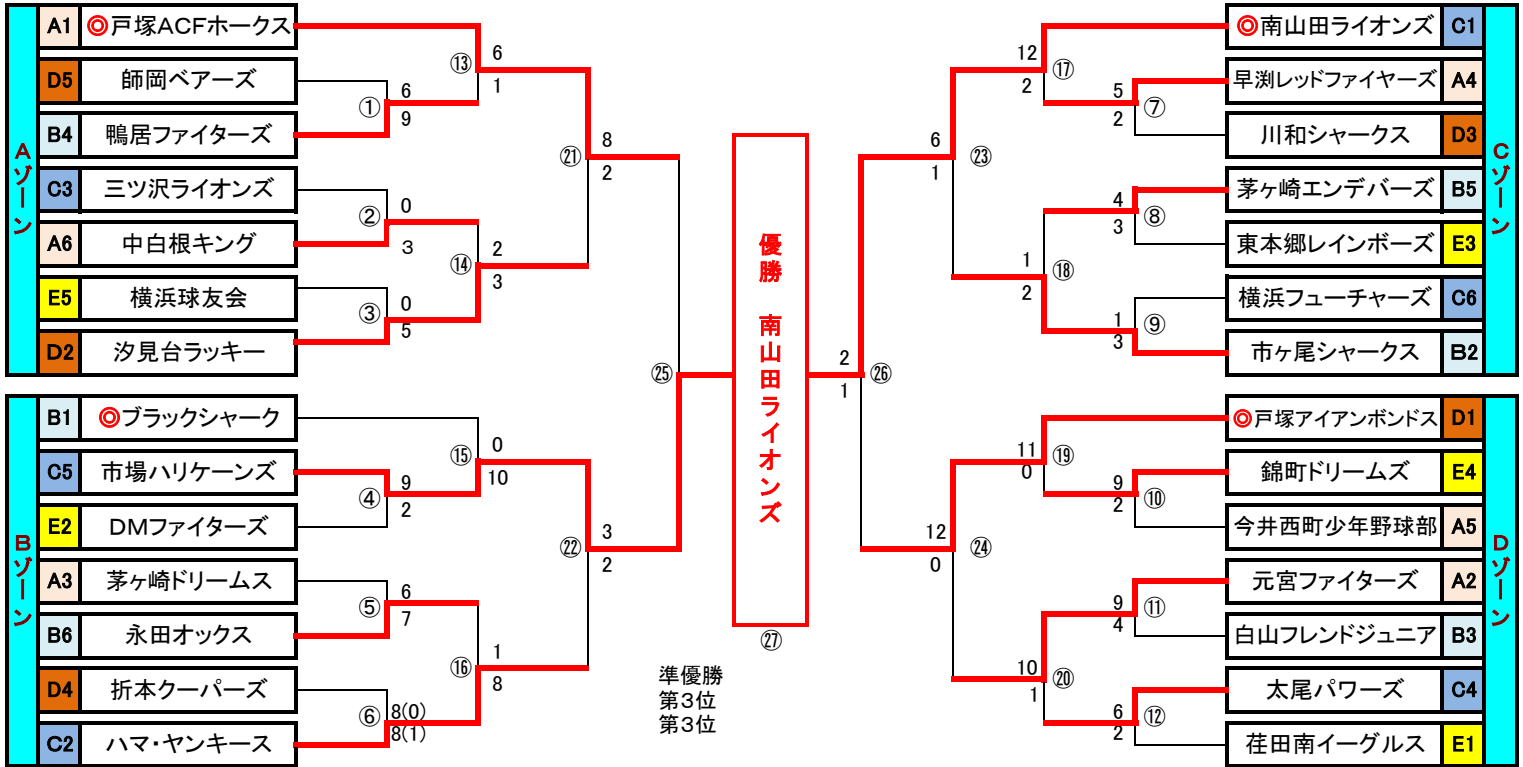 Aゾーン
A1 ◎戸塚ACFホークス
D5 師岡ベアーズ
B4 鴨居ファイターズ
C3 三ツ沢ライオンズ
A6 中白根キング
E5 横浜球友会
D2 汐見台ラッキー
① 6 9
② 0 3
③ 0 5
⑬ 6 1
⑭ 2 3
㉑ 8 2
Bゾーン
B1 ◎ブラックシャーク
C5 市場ハリケーンズ
E2 DMファイターズ
A3 茅ヶ崎ドリームス
B6 永田オックス
D4 折本クーパーズ
C2 ハマ・ヤンキース
④ 9 2
⑤ 6 7
⑥ 8(0) 8(1)
⑮ 0 10
⑯ 1 8
㉒ 3 2
㉕
優勝 南山田ライオンズ
㉗
準優勝
第3位
第3位
Cゾーン
◎南山田ライオンズ C1
早渕レッドファイヤーズ A4
川和シャークス D3
茅ヶ崎エンデバーズ B5
東本郷レインボーズ E3
横浜フューチャーズ C6
市ヶ尾シャークス B2
12 2 ⑰
5 2 ⑦
4 3 ⑧
1 3 ⑨
1 2 ⑱
6 1 ㉓
2 1 ㉖
Dゾーン
◎戸塚アイアンボンドス D1
錦町ドリームズ E4
今井西町少年野球部 A5
元宮ファイターズ A2
白山フレンドジュニア B3
太尾パワーズ C4
荏田南イーグルス E1
11 0 ⑲
9 2 ⑩
9 4 ⑪
6 2 ⑫
10 1 ⑳
12 0 ㉔